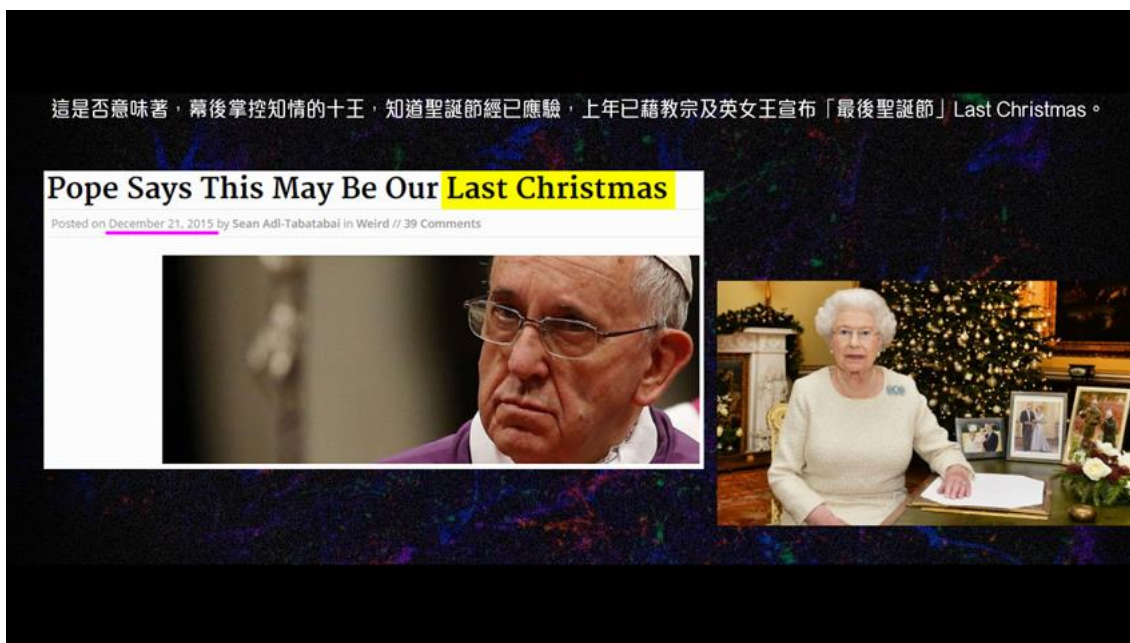 這是否意味著，幕後掌控知情的十王，知道聖誕節經已應驗，上年已藉教宗及英女王宣布「最後聖誕節」Last Christmas。
Pope Says This May Be Our Last Christmas
Posted on December 21, 2015 by Sean Adl-Tabatabai in Weird // 39 Comments